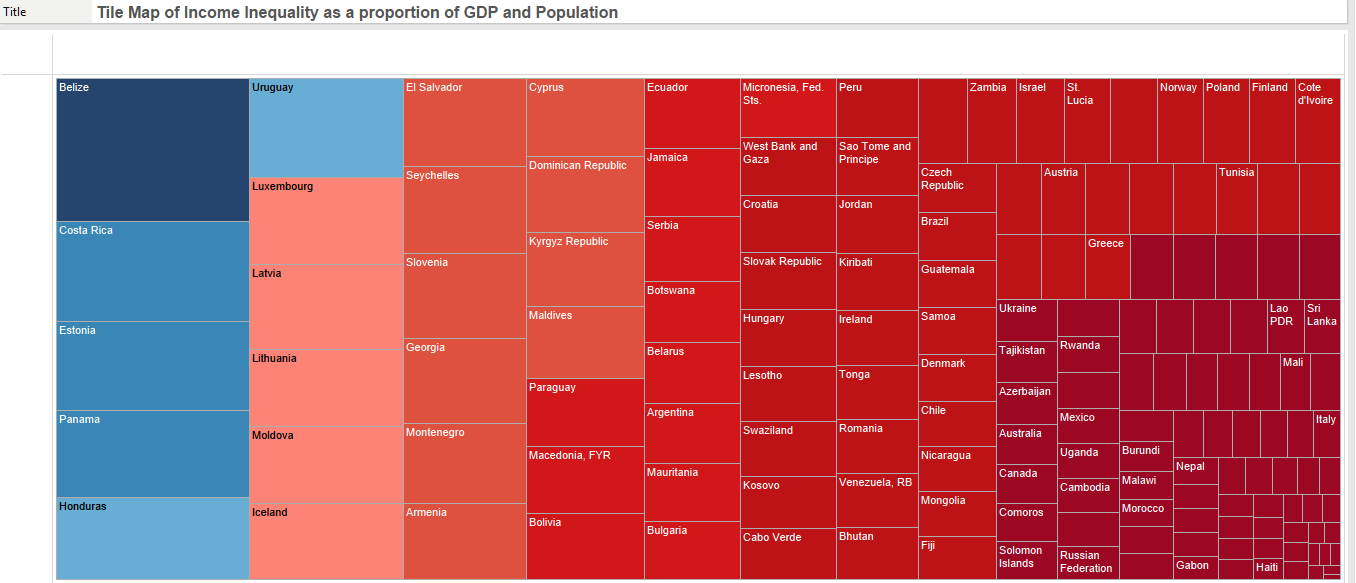 Title
Tile Map of Income Inequality as a proportion of GDP and Population
Belize
Costa Rica
Estonia
Panama
Honduras
Uruguay
Luxembourg
Latvia
Lithuania
Moldova
Iceland
El Salvador
Seychelles
Slovenia
Georgia
Montenegro
Armenia
Cyprus
Dominican Republic
Kyrgyz Republic
Maldives
Paraguay
Macedonia, FYR
Bolivia
Ecuador
Jamaica
Serbia
Botswana
Belarus
Argentina
Mauritania
Bulgaria
Micronesia, Fed.
Sts.
West Bank and
Gaza
Croatia
Slovak Republic
Hungary
Lesotho
Swaziland
Kosovo
Cabo Verde
Peru
Sao Tome and
Principe
Jordan
Kiribati
Ireland
Tonga
Romania
Venezuela, RB
Bhutan
Zambia
Israel
St.
Lucia
Norway
Poland
Finland
Cote
d'Ivoire
Czech
Republic
Brazil
Guatemala
Samoa
Denmark
Chile
Nicaragua
Mongolia
Fiji
Austria
Tunisia
Greece
Ukraine
Tajikistan
Azerbaijan
Australia
Canada
Comoros
Solomon
Islands
Rwanda
Mexico
Uganda
Cambodia
Russian
Federation
Lao
PDR
Sri
Lanka
Mali
Italy
Burundi
Malawi
Morocco
Nepal
Gabon
Haiti